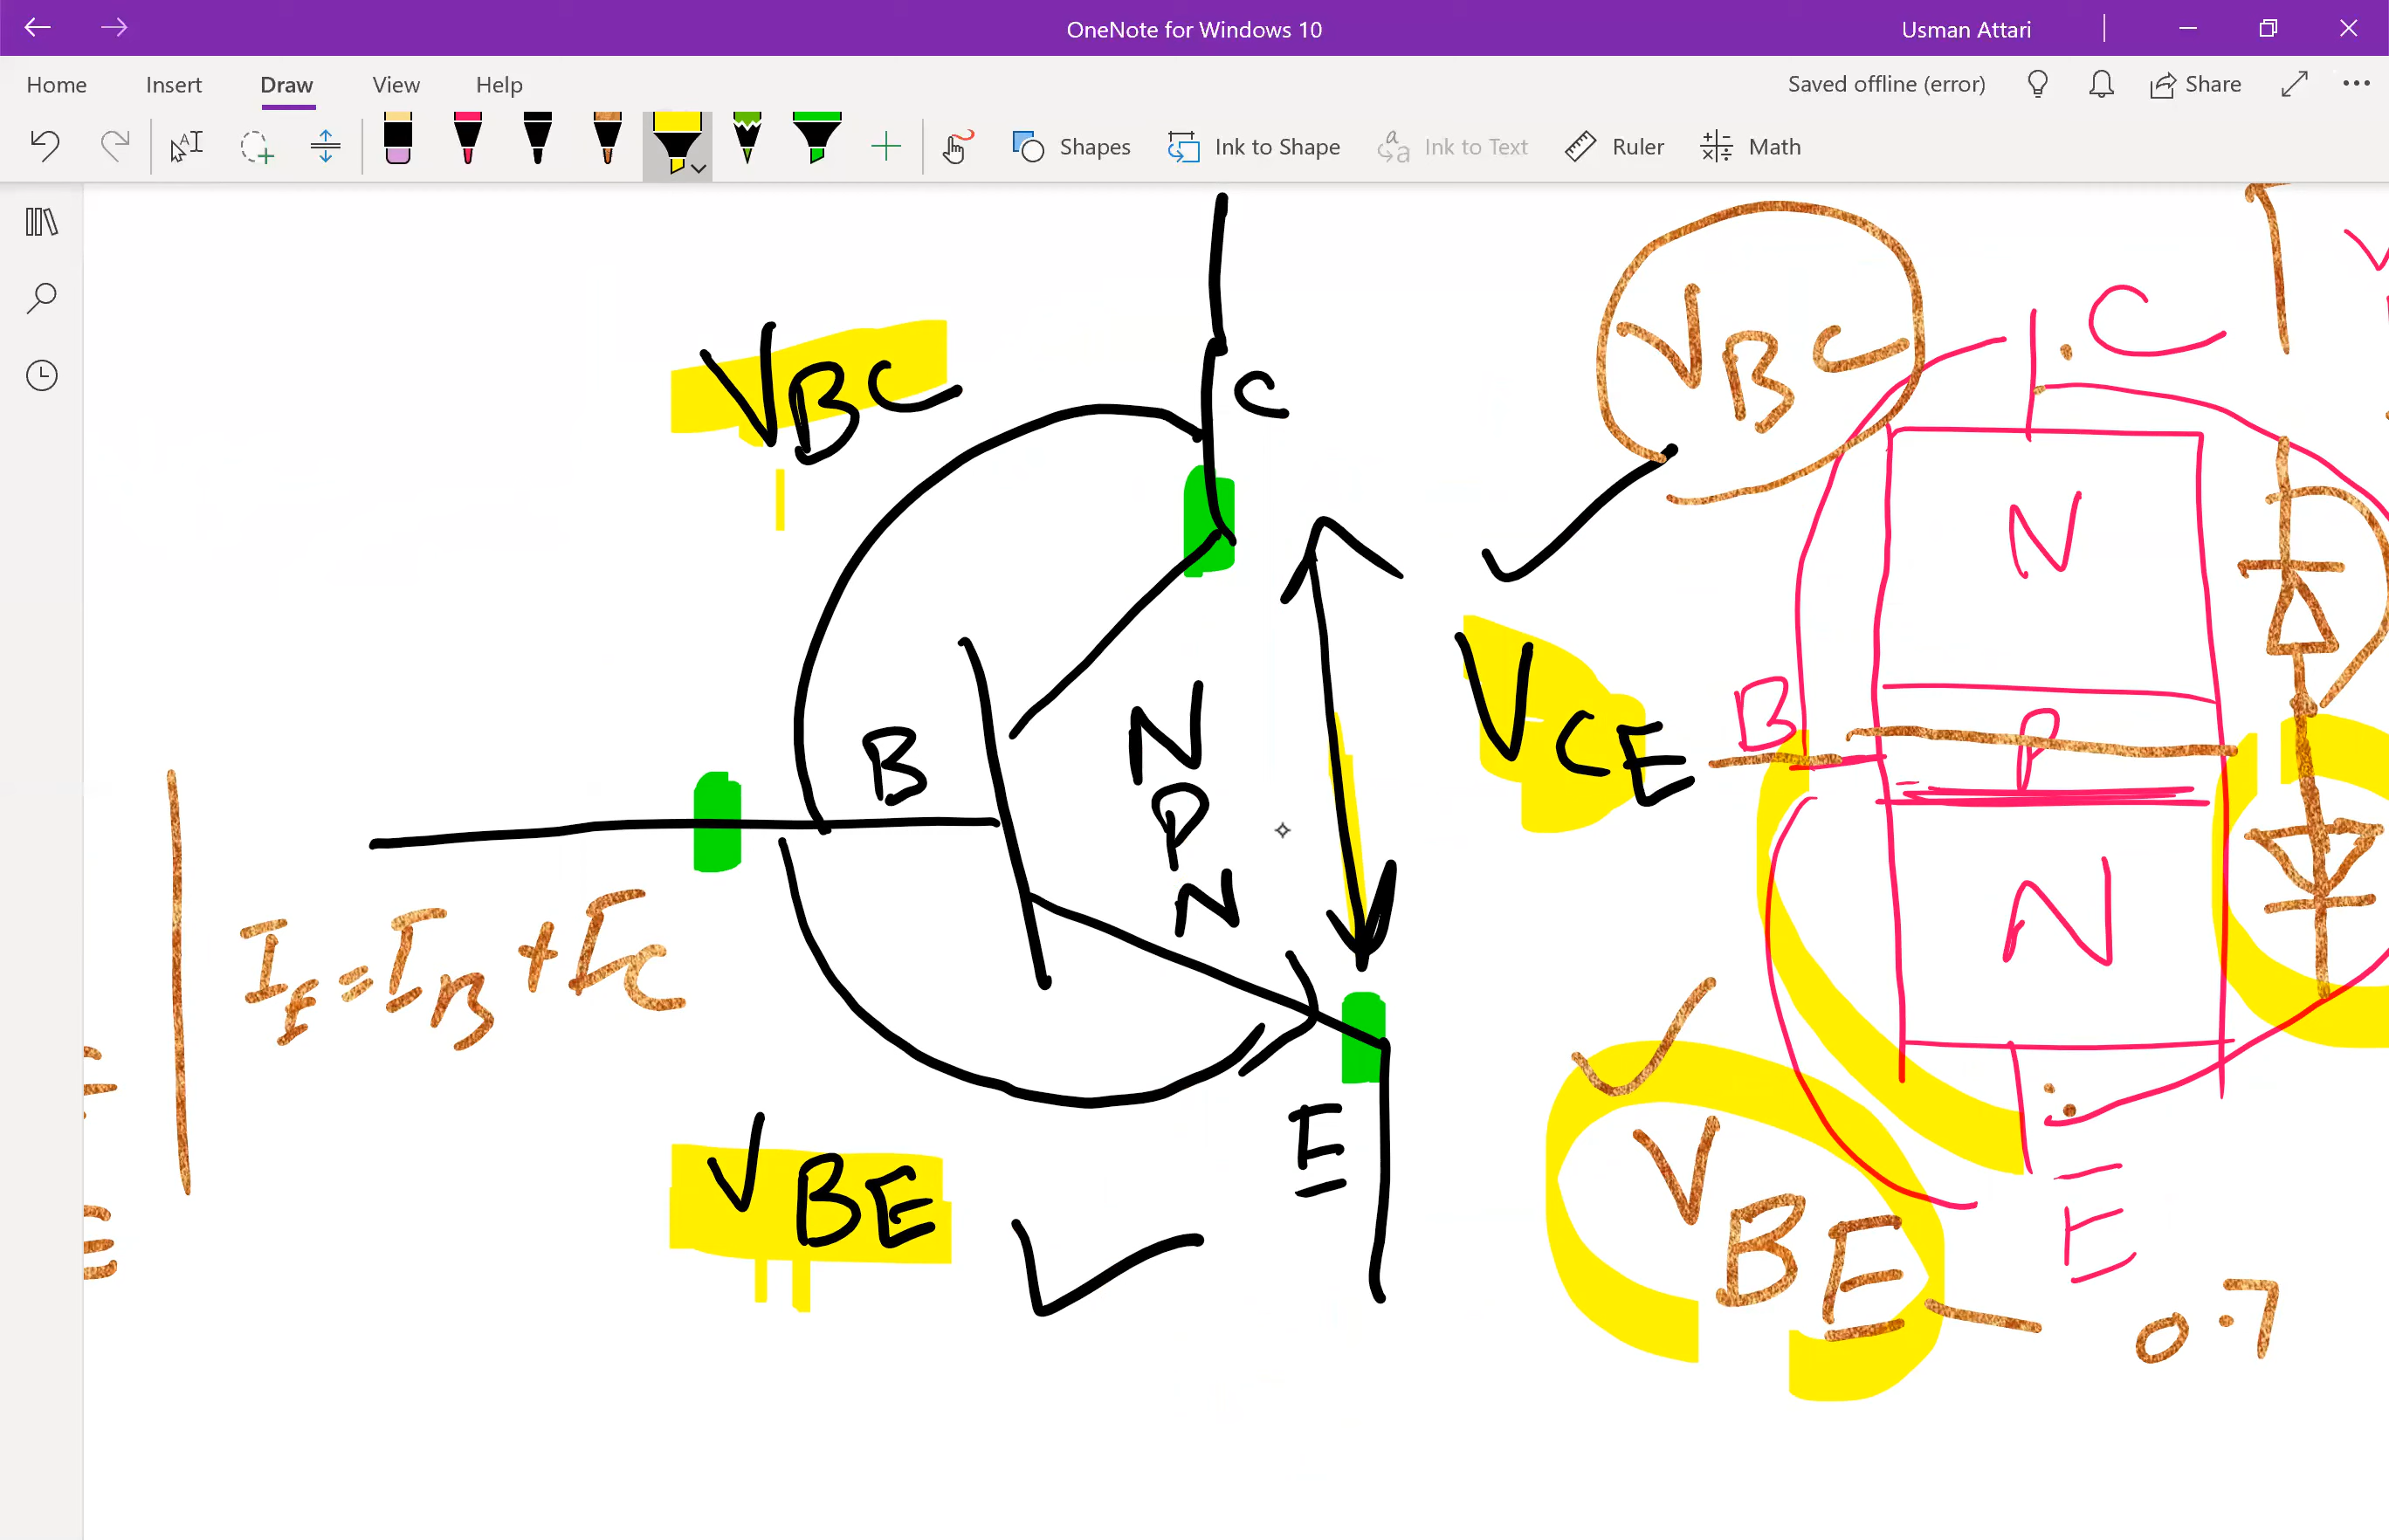 OneNote for Windows 10
Usman Attari
Home Insert Draw View Help
Saved offline (error)
Share
Shapes
Ink to Shape
Ink to Text
Ruler
Math
VBC
C
VBC
C
N
B
N
P
N
VCE
B
P
N
IE = IB + IC
E
VBE
VBE
E
0.7